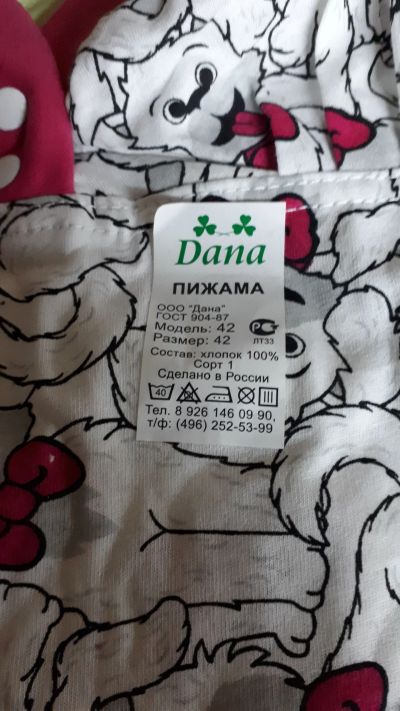 Dana
ПИЖАМА
ООО "Дана"
ГОСТ 904-87
Модель: 42
Размер: 42
ЛТ33
Состав: хлопок 100%
Сорт 1
Сделано в России
40
Тел. 8 926 146 09 90,
т/ф: (496) 252-53-99